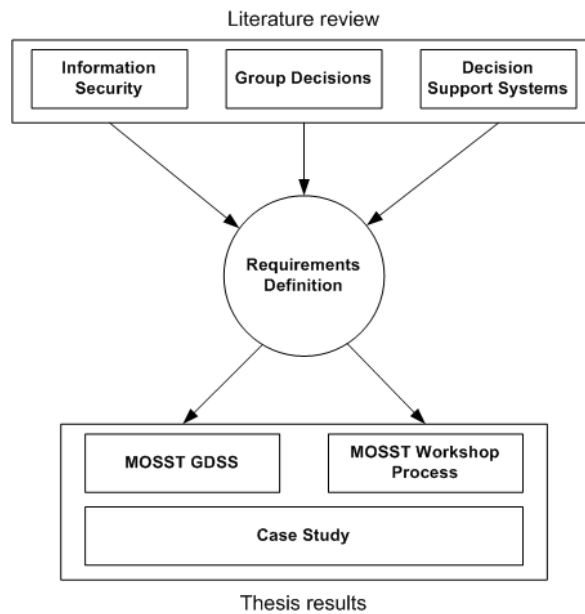 Literature review
Information
Security
Group Decisions
Decision
Support Systems
Requirements
Definition
MOSST GDSS
MOSST Workshop
Process
Case Study
Thesis results